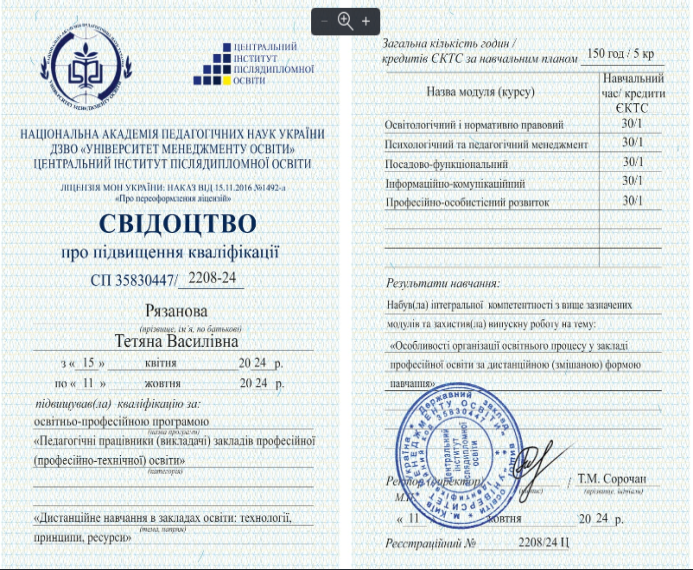 ЦЕНТРАЛЬНИЙ
ІНСТИТУТ
ПІСЛЯДИПЛОМНОЇ
ОСВІТИ
НАЦІОНАЛЬНА АКАДЕМІЯ ПЕДАГОГІЧНИХ НАУК УКРАЇНИ
ДЗВО «УНІВЕРСИТЕТ МЕНЕДЖМЕНТУ ОСВІТИ»
ЦЕНТРАЛЬНИЙ ІНСТИТУТ ПІСЛЯДИПЛОМНОЇ ОСВІТИ
ЛІЦЕНЗІЯ МОН УКРАЇНИ: НАКАЗ ВІД 15.11.2016 №1492-л
«Про переоформлення ліцензій»
СВІДОЦТВО
про підвищення кваліфікації
СП 35830447/ 2208-24
Рязанова
(прізвище, ім'я, по батькові)
Тетяна Василівна
з « 15 » квітня 20 24 р.
по « 11 » жовтня 20 24 р.
підвищував(ла) кваліфікацію за:
освітньо-професійною програмою
(назва програми)
«Педагогічні працівники (викладачі) закладів професійної
(професійно-технічної) освіти»
(категорія)
«Дистанційне навчання в закладах освіти: технології,
(тема, напрям)
принципи, ресурси»
Загальна кількість годин /
кредитів ЄКТС за навчальним планом 150 год / 5 кр
Назва модуля (курсу) Навчальний
час/ кредити
ЄКТС
Освітологічний і нормативно правовий 30/1
Психологічний та педагогічний менеджмент 30/1
Посадово-функціональний 30/1
Інформаційно-комунікаційний 30/1
Професійно-особистісний розвиток 30/1
Результати навчання:
Набув(ла) інтегральної компетентності з вище зазначених
модулів та захистив(ла) випускну роботу на тему:
«Особливості організації освітнього процесу у закладі
професійної освіти за дистанційною (змішаною) формою
навчання»
Центральний
інститут
післядипломної
освіти
Ректор (директор) / Т.М. Сорочан
(підпис) (прізвище, ініціали)
« 11 жовтня 20 24 р.
Реєстраційний № 2208/24 Ц